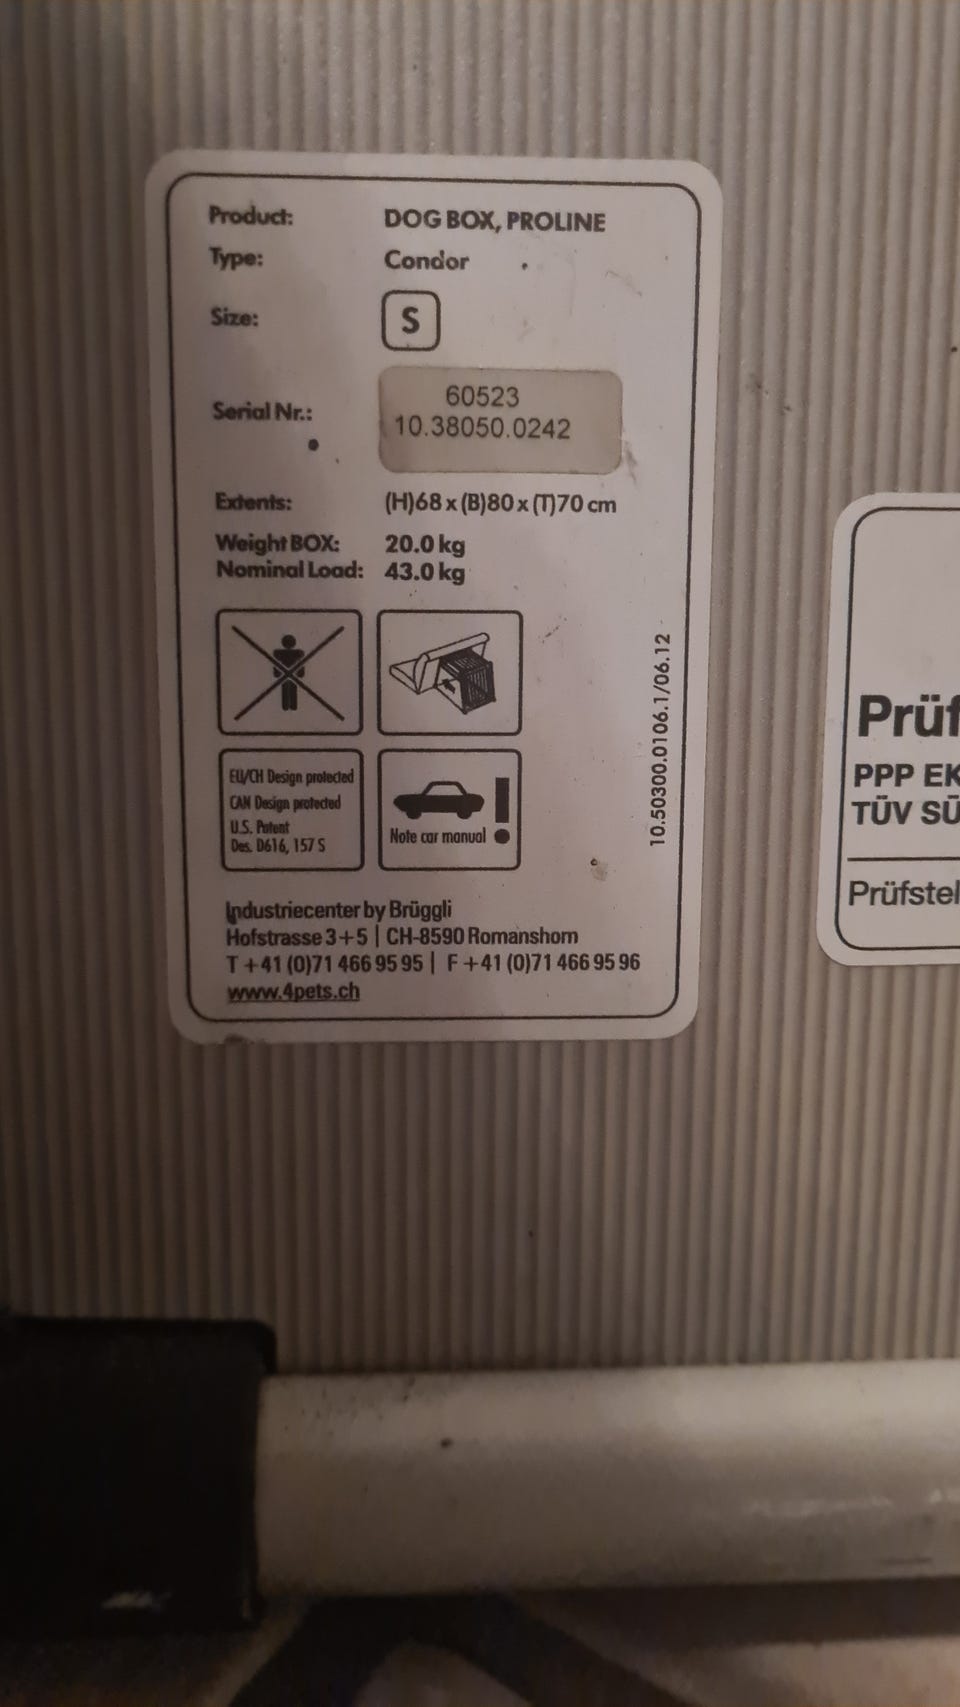 Product: DOG BOX, PROLINE
Type: Condor
Size: S
Serial Nr.: 60523
10.38050.0242
Extents: (H)68 x (B)80 x (T)70 cm
Weight BOX: 20.0 kg
Nominal Load: 43.0 kg
EU/CH Design protected
CAN Design protected
U.S. Patent
Des. D616, 157 S
Note car manual
10.50300.0106.1/06.12
Industriecenter by Brüggli
Hofstrasse 3+5 | CH-8590 Romanshorn
T +41 (0)71 466 95 95 | F +41 (0)71 466 95 96
www.4pets.ch
Prüf
PPP EK
TÜV SÜ
Prüfstel